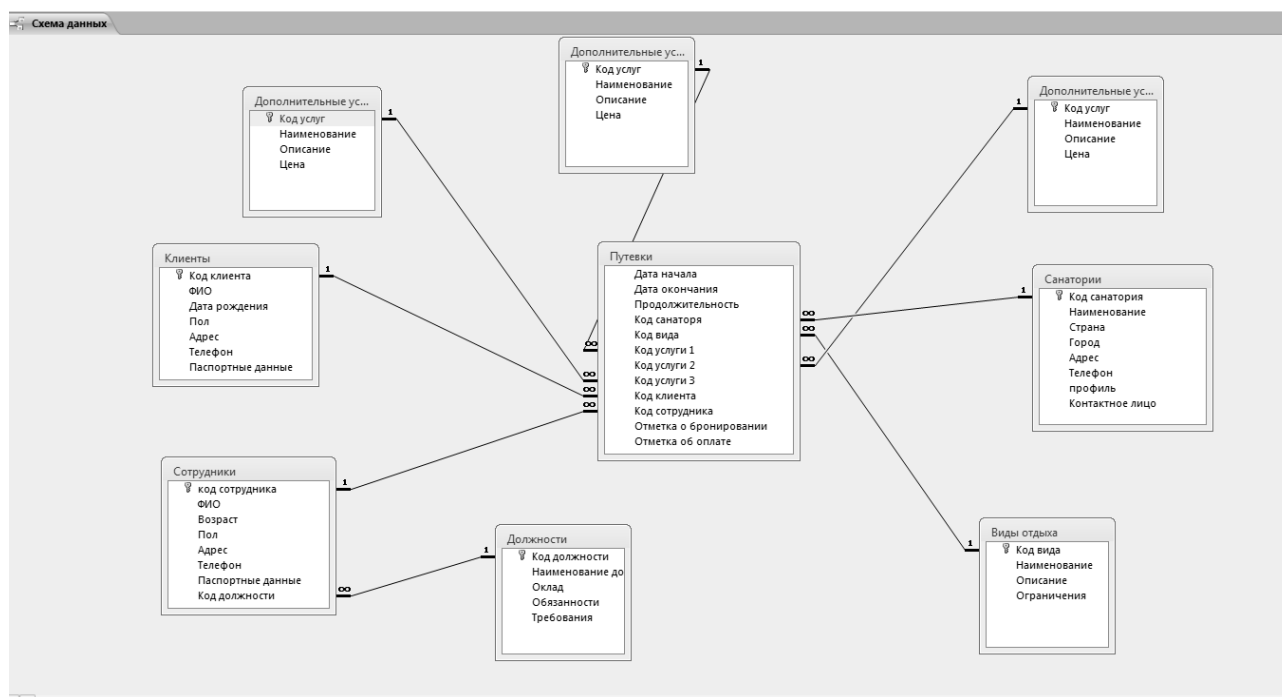 Схема данных
Дополнительные ус...
Код услуг
Наименование
Описание
Цена
Дополнительные ус...
Код услуг
Наименование
Описание
Цена
Дополнительные ус...
Код услуг
Наименование
Описание
Цена
Клиенты
Код клиента
ФИО
Дата рождения
Пол
Адрес
Телефон
Паспортные данные
Путевки
Дата начала
Дата окончания
Продолжительность
Код санаторя
Код вида
Код услуги 1
Код услуги 2
Код услуги 3
Код клиента
Код сотрудника
Отметка о бронировании
Отметка об оплате
Санатории
Код санатория
Наименование
Страна
Город
Адрес
Телефон
профиль
Контактное лицо
Сотрудники
код сотрудника
ФИО
Возраст
Пол
Адрес
Телефон
Паспортные данные
Код должности
Должности
Код должности
Наименование до
Оклад
Обязанности
Требования
Виды отдыха
Код вида
Наименование
Описание
Ограничения
1
1
1
1
1
1
1
1
∞
∞
∞
∞
∞
∞
∞
∞